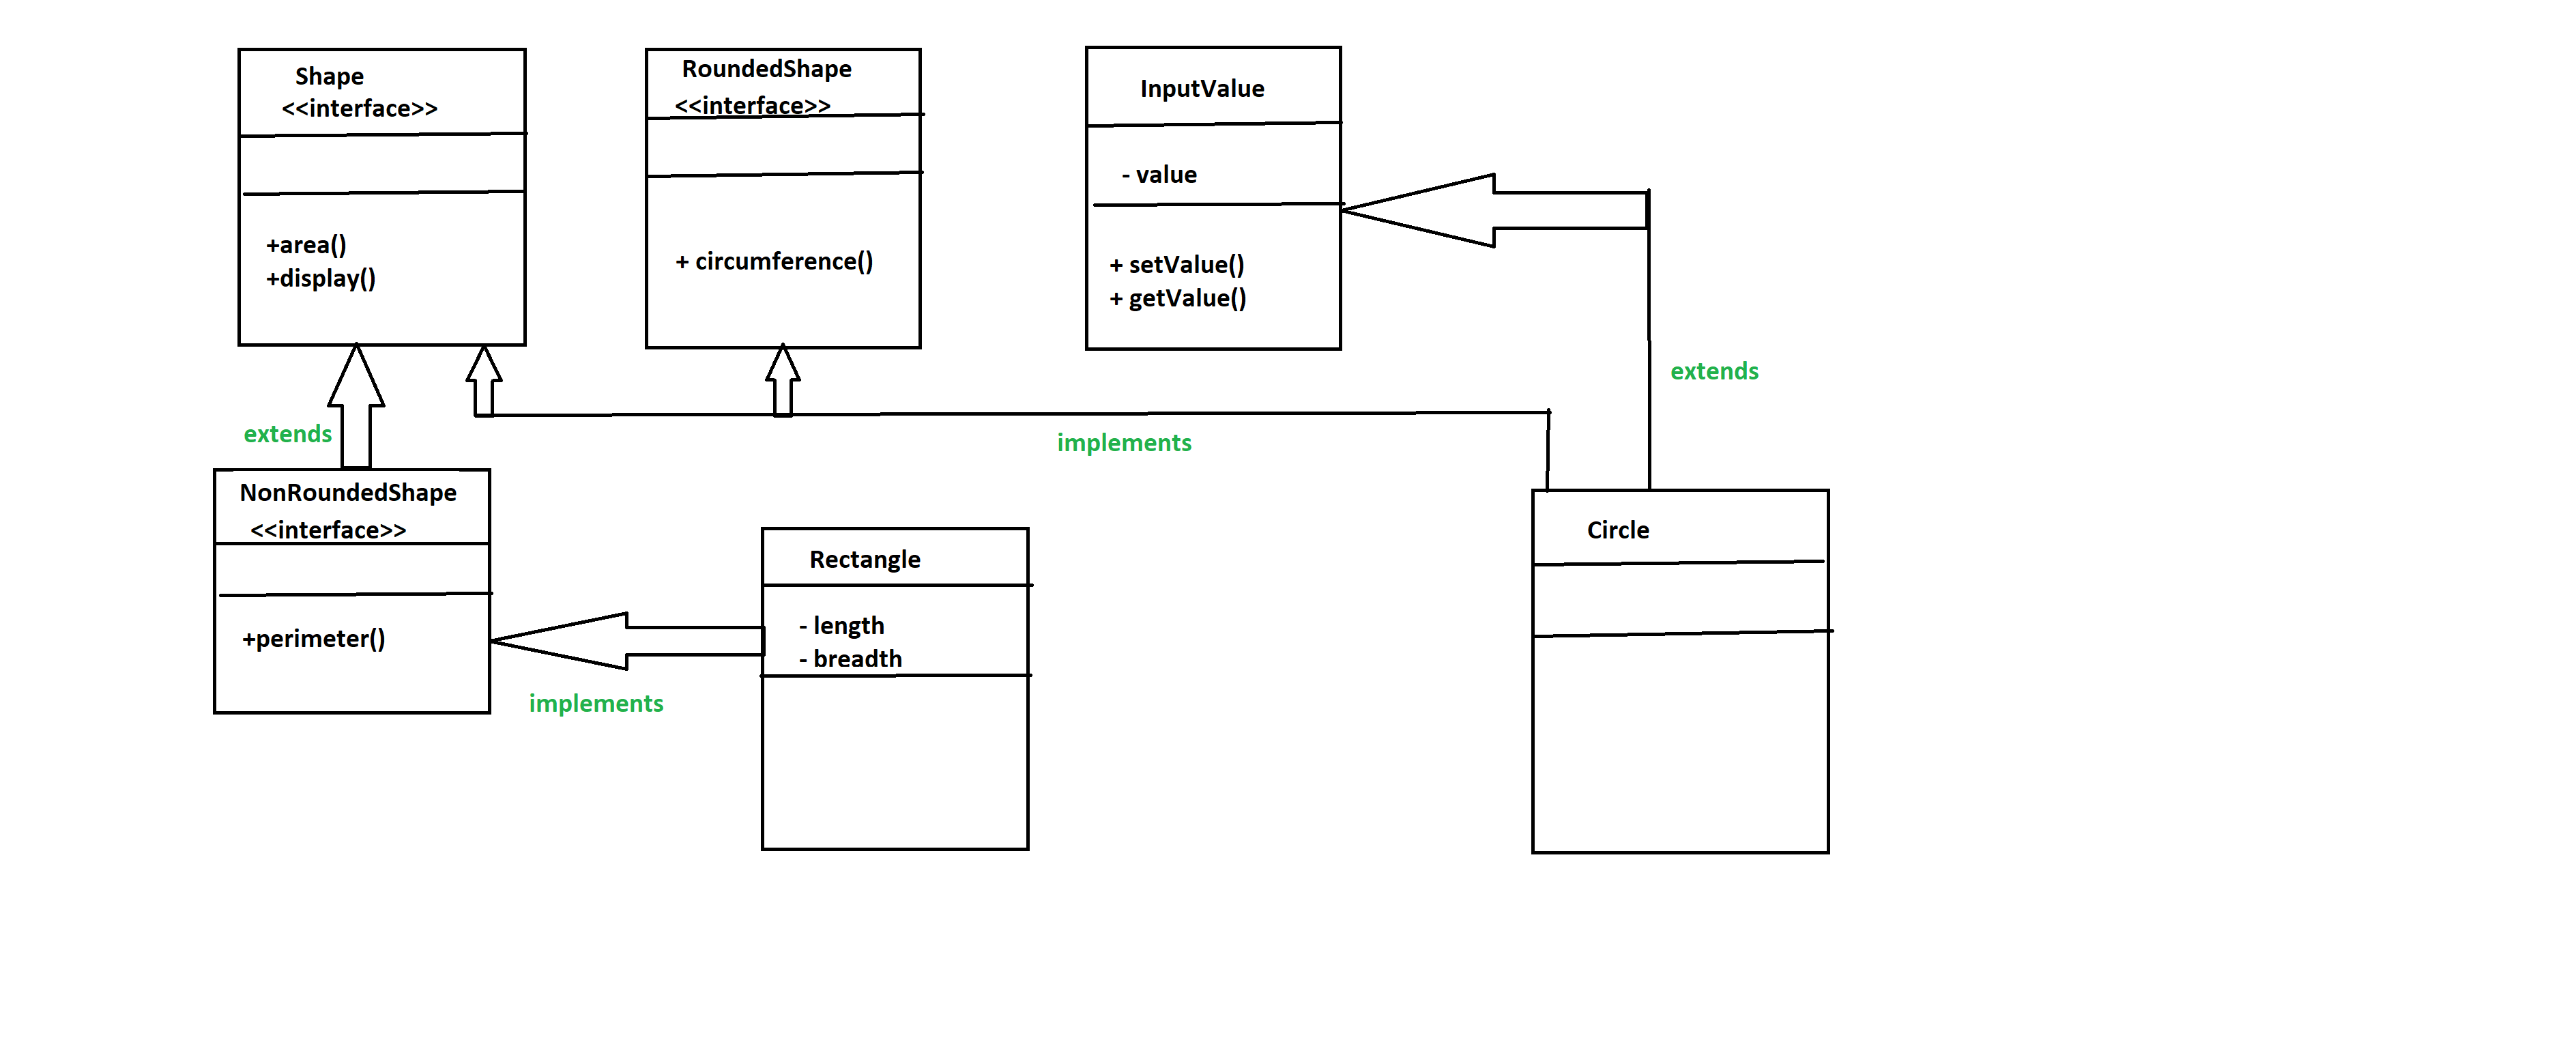 Shape
<<interface>>
+area()
+display()
RoundedShape
<<interface>>
+ circumference()
InputValue
- value
+ setValue()
+ getValue()
extends
extends
implements
NonRoundedShape
<<interface>>
+perimeter()
implements
Rectangle
- length
- breadth
Circle